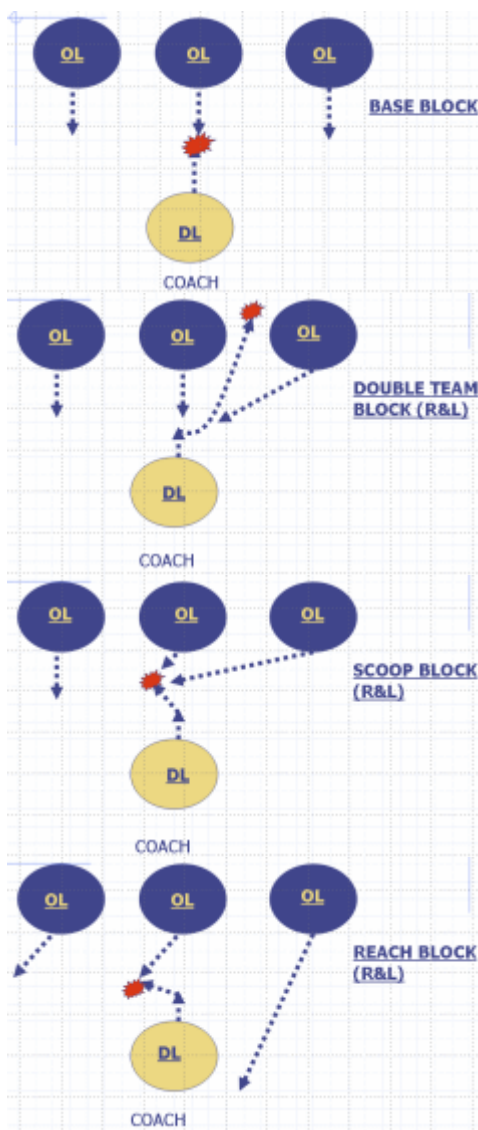 OL OL OL
BASE BLOCK
DL
COACH
OL OL OL
DOUBLE TEAM
BLOCK (R&L)
DL
COACH
OL OL OL
SCOOP BLOCK
(R&L)
DL
COACH
OL OL OL
REACH BLOCK
(R&L)
DL
COACH